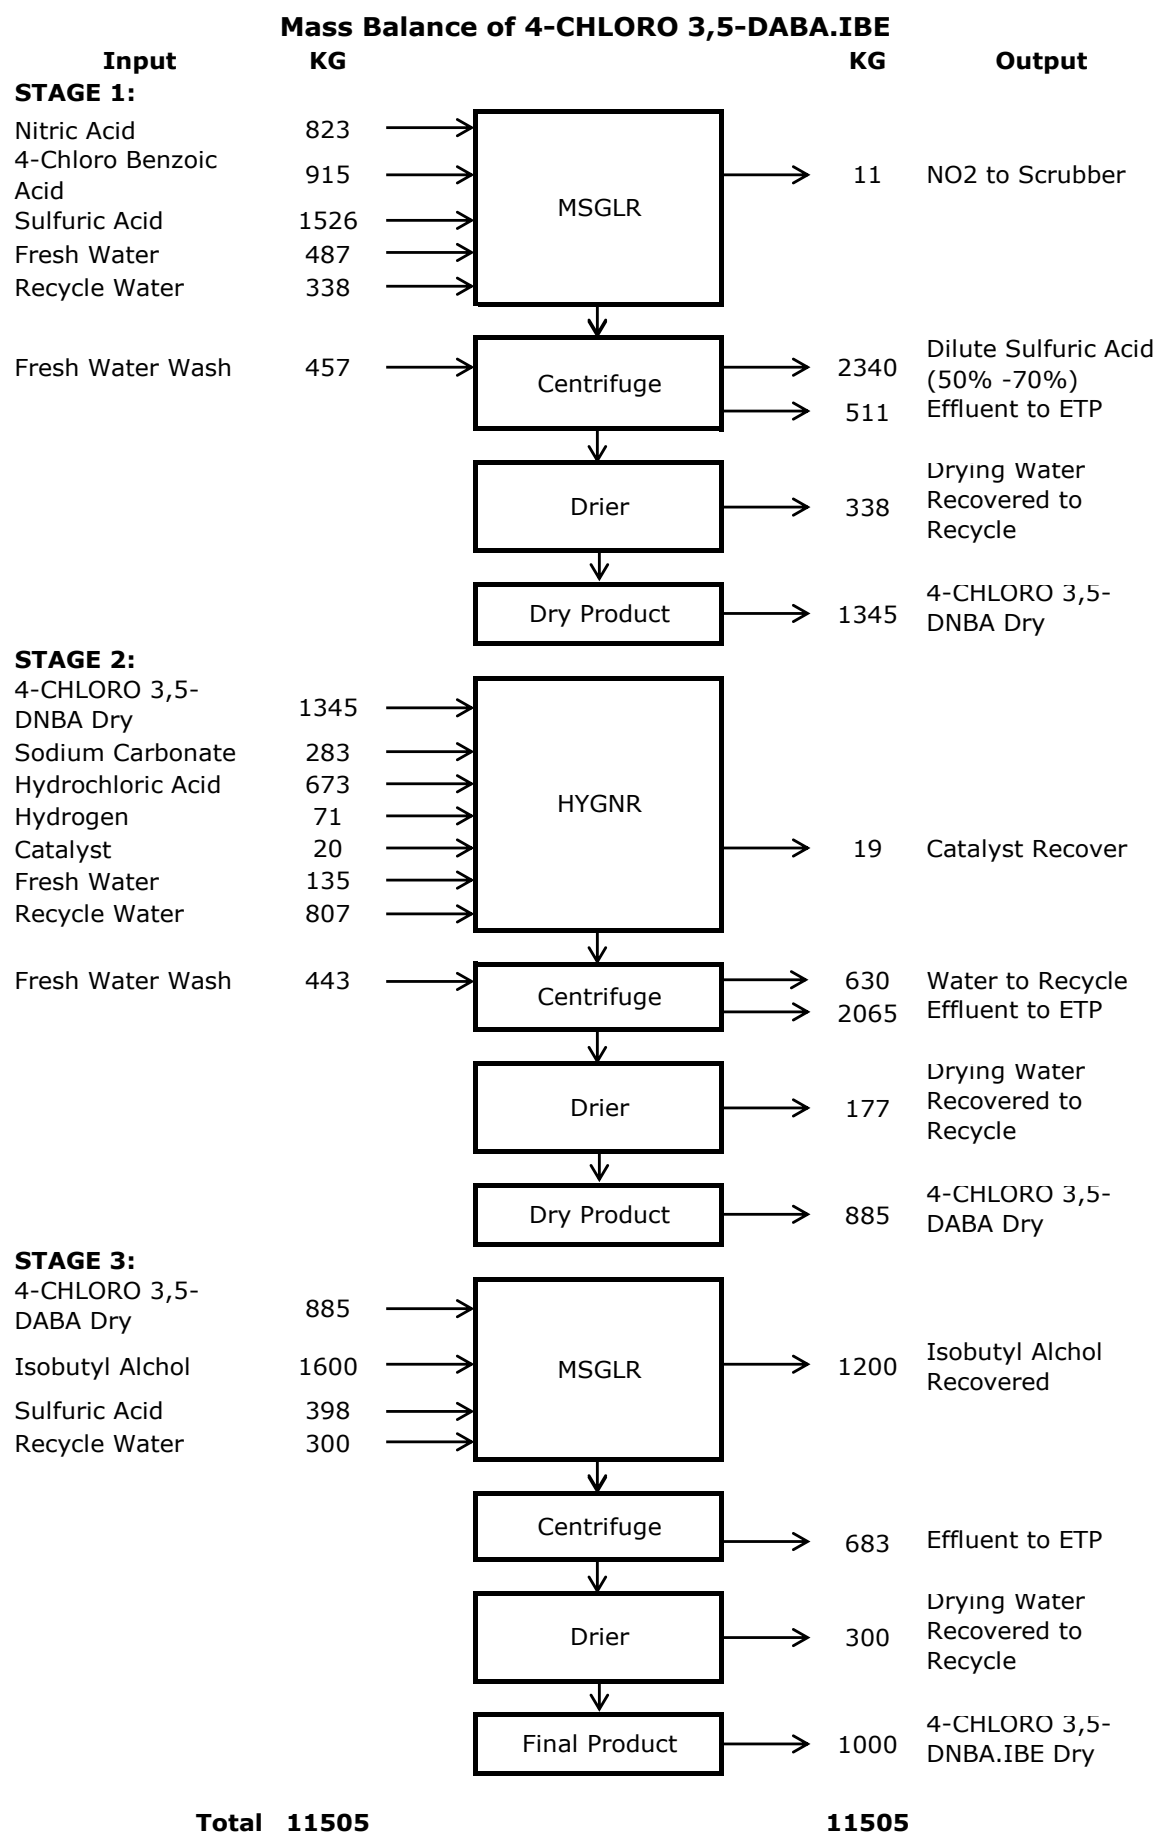 Mass Balance of 4-CHLORO 3,5-DABA.IBE
Input KG KG Output
STAGE 1:
Nitric Acid 823
4-Chloro Benzoic
Acid
915
MSGLR
11 NO2 to Scrubber
Sulfuric Acid 1526
Fresh Water 487
Recycle Water 338
Fresh Water Wash 457
Centrifuge
2340
Dilute Sulfuric Acid
(50% -70%)
511 Effluent to ETP
Drier
338
Drying Water
Recovered to
Recycle
Dry Product
1345
4-CHLORO 3,5-
DNBA Dry
STAGE 2:
4-CHLORO 3,5-
DNBA Dry
1345
Sodium Carbonate 283
Hydrochloric Acid 673
HYGNR
Hydrogen 71
Catalyst 20
19 Catalyst Recover
Fresh Water 135
Recycle Water 807
Fresh Water Wash 443
Centrifuge
630 Water to Recycle
2065 Effluent to ETP
Drier
177
Drying Water
Recovered to
Recycle
Dry Product
885
4-CHLORO 3,5-
DABA Dry
STAGE 3:
4-CHLORO 3,5-
DABA Dry
885
Isobutyl Alchol 1600
MSGLR
1200
Isobutyl Alchol
Recovered
Sulfuric Acid 398
Recycle Water 300
Centrifuge
683 Effluent to ETP
Drier
300
Drying Water
Recovered to
Recycle
Final Product
1000
4-CHLORO 3,5-
DNBA.IBE Dry
Total 11505 11505